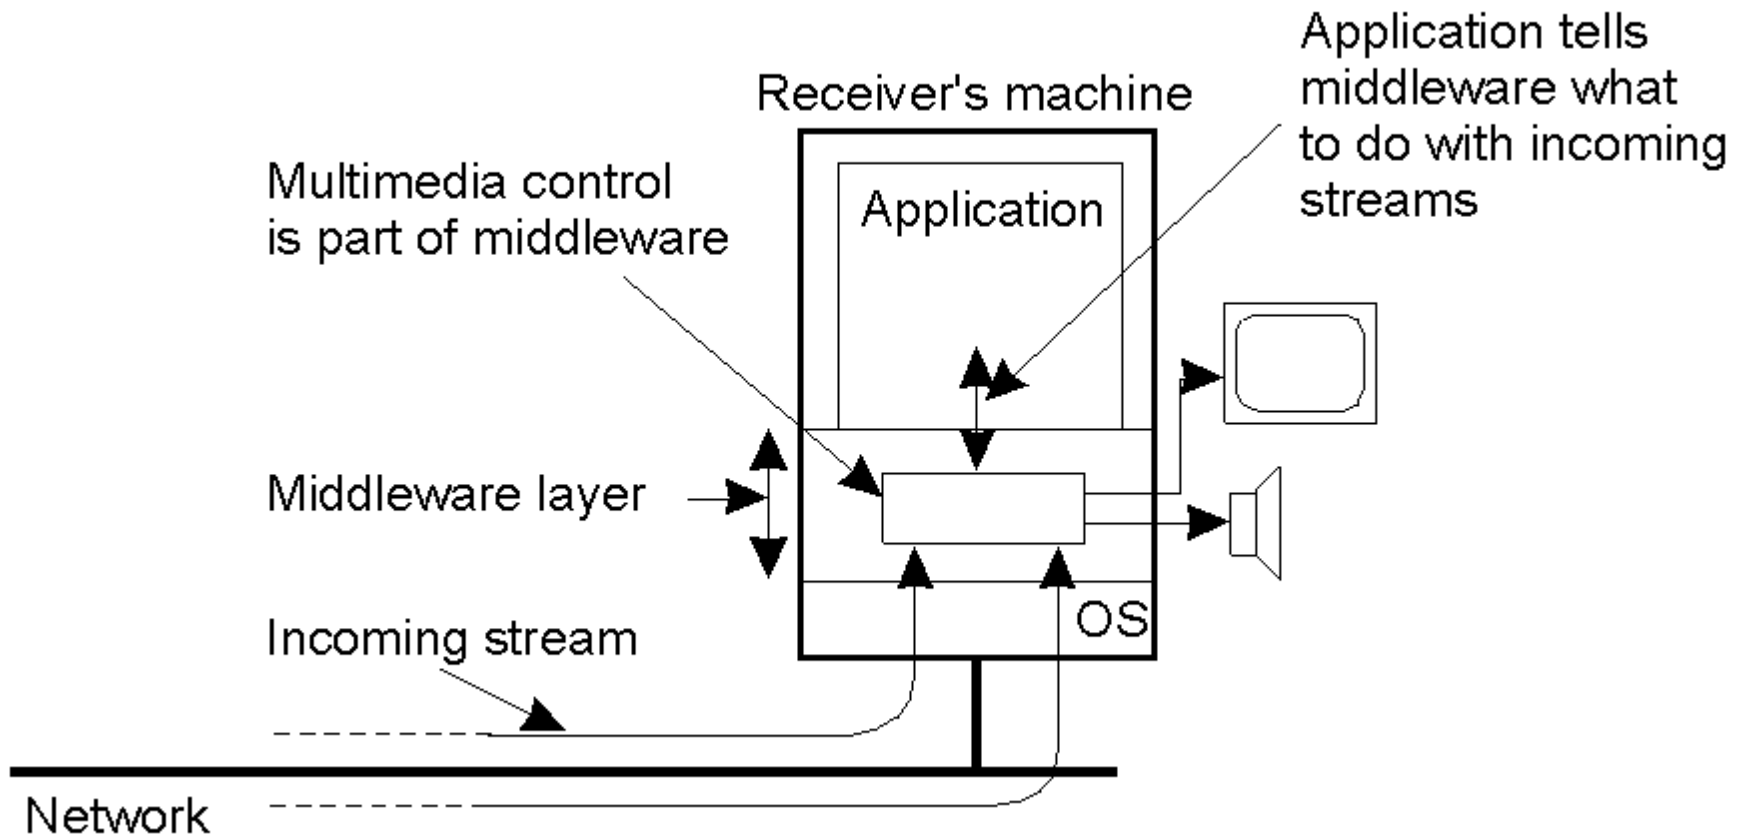 Receiver's machine
Application tells
middleware what
to do with incoming
streams
Multimedia control
is part of middleware
Application
Middleware layer
OS
Incoming stream
Network